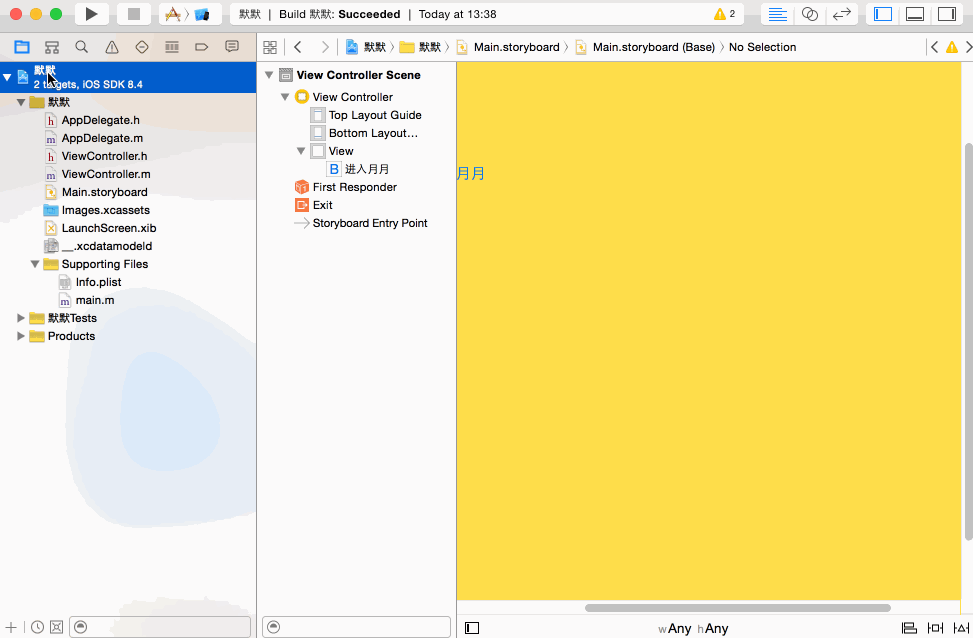 默默 | Build 默默: Succeeded | Today at 13:38
2
默默 〉 默默 〉 Main.storyboard 〉 Main.storyboard (Base) 〉 No Selection
默默
2 targets, iOS SDK 8.4
默默
h AppDelegate.h
m AppDelegate.m
h ViewController.h
m ViewController.m
Main.storyboard
Images.xcassets
LaunchScreen.xib
__.xcdatamodeld
Supporting Files
Info.plist
m main.m
默默Tests
Products
View Controller Scene
View Controller
Top Layout Guide
Bottom Layout…
View
B 进入月月
First Responder
Exit
Storyboard Entry Point
月月
wAny hAny